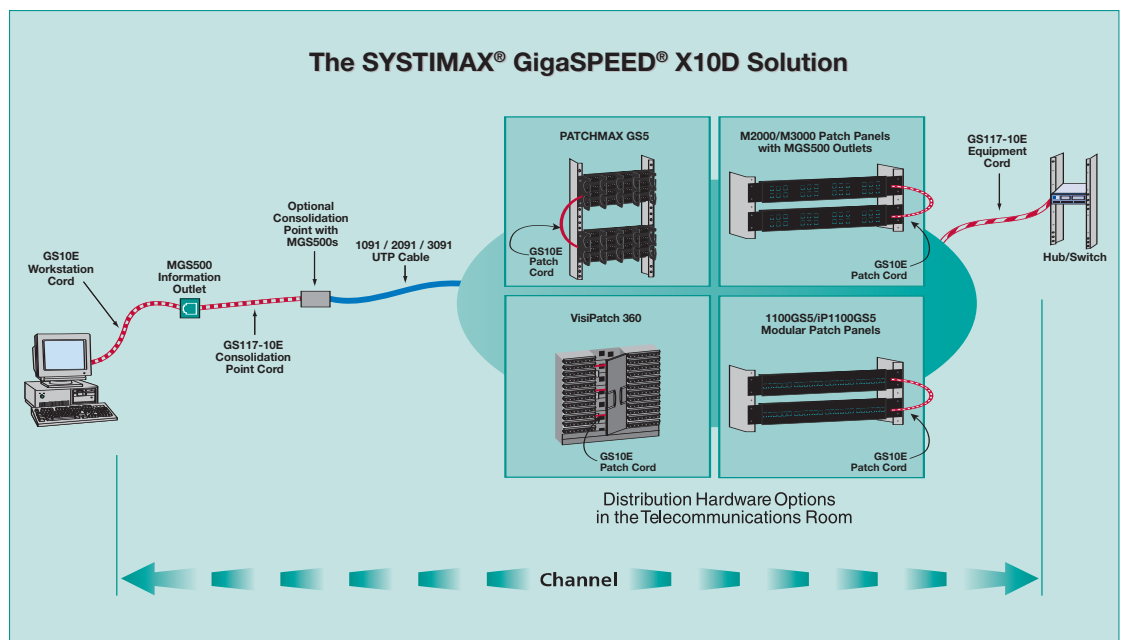 The SYSTIMAX® GigaSPEED® X10D Solution
GS10E
Workstation
Cord
MGS500
Information
Outlet
GS117-10E
Consolidation
Point Cord
Optional
Consolidation
Point with
MGS500s
1091 / 2091 / 3091
UTP Cable
PATCHMAX GS5
GS10E
Patch
Cord
M2000/M3000 Patch Panels
with MGS500 Outlets
GS10E
Patch Cord
VisiPatch 360
GS10E
Patch Cord
1100GS5/iP1100GS5
Modular Patch Panels
GS10E
Patch Cord
GS117-10E
Equipment
Cord
Hub/Switch
Distribution Hardware Options
in the Telecommunications Room
Channel